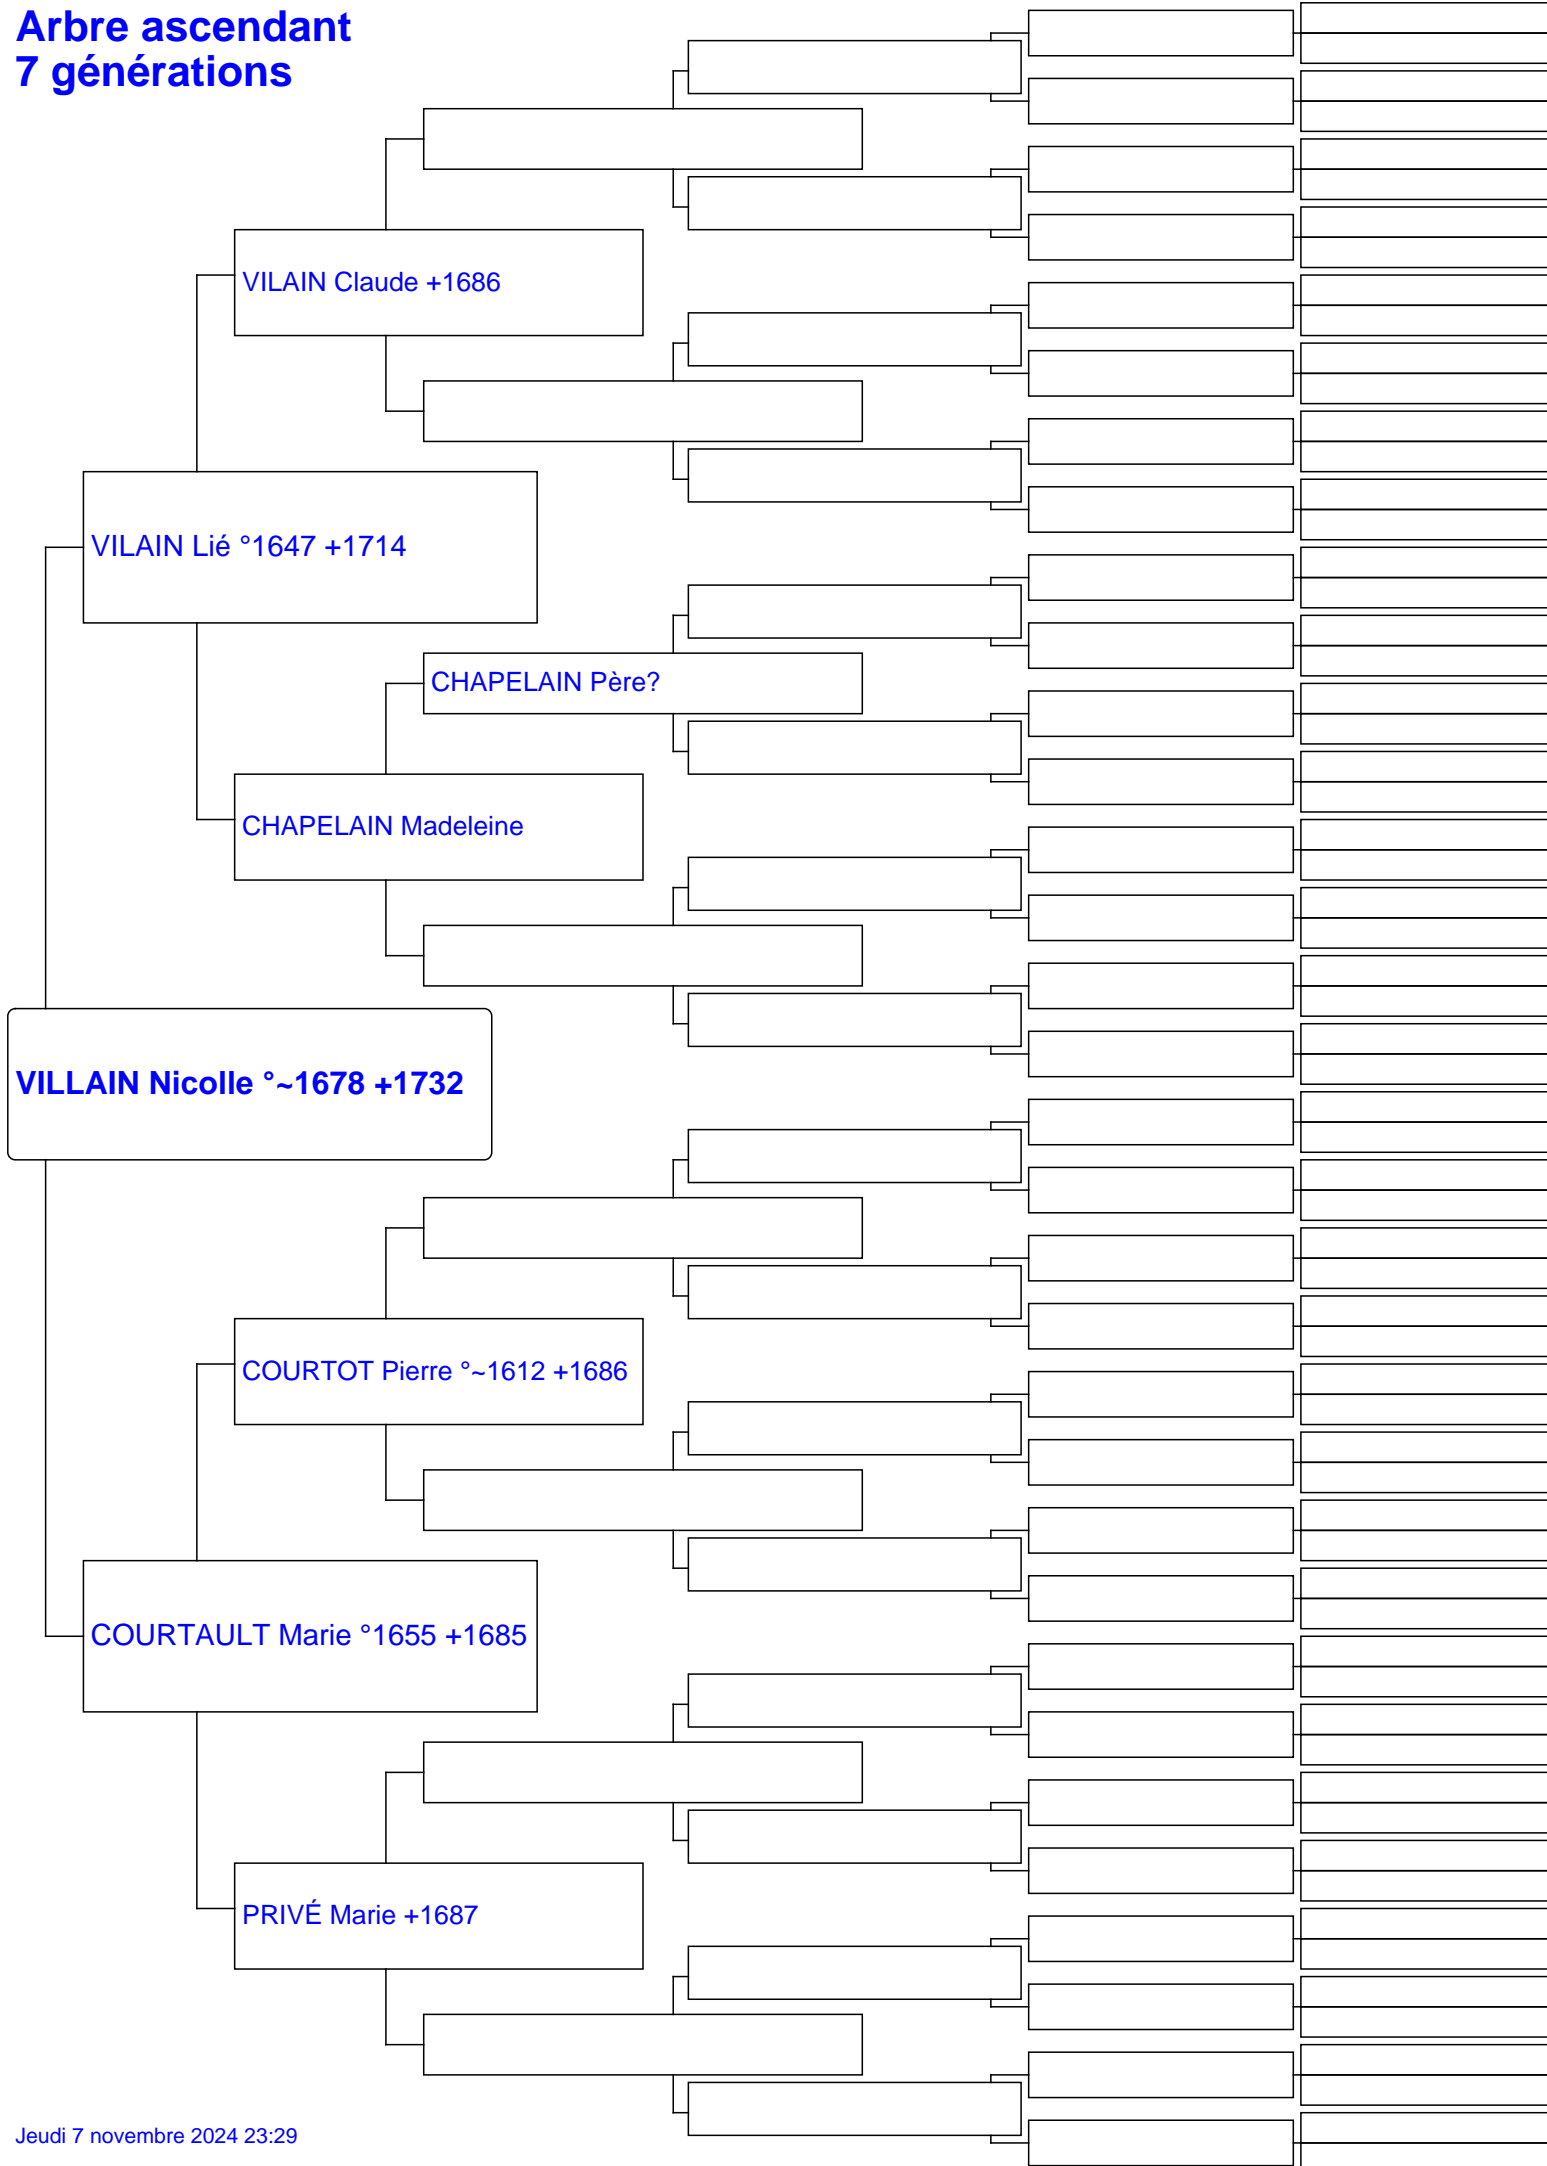 Arbre ascendant
7 générations
VILAIN Claude +1686
VILAIN Lié °1647 +1714
CHAPELAIN Père?
CHAPELAIN Madeleine
VILLAIN Nicolle °~1678 +1732
COURTOT Pierre °~1612 +1686
COURTAULT Marie °1655 +1685
PRIVÉ Marie +1687
Jeudi 7 novembre 2024 23:29